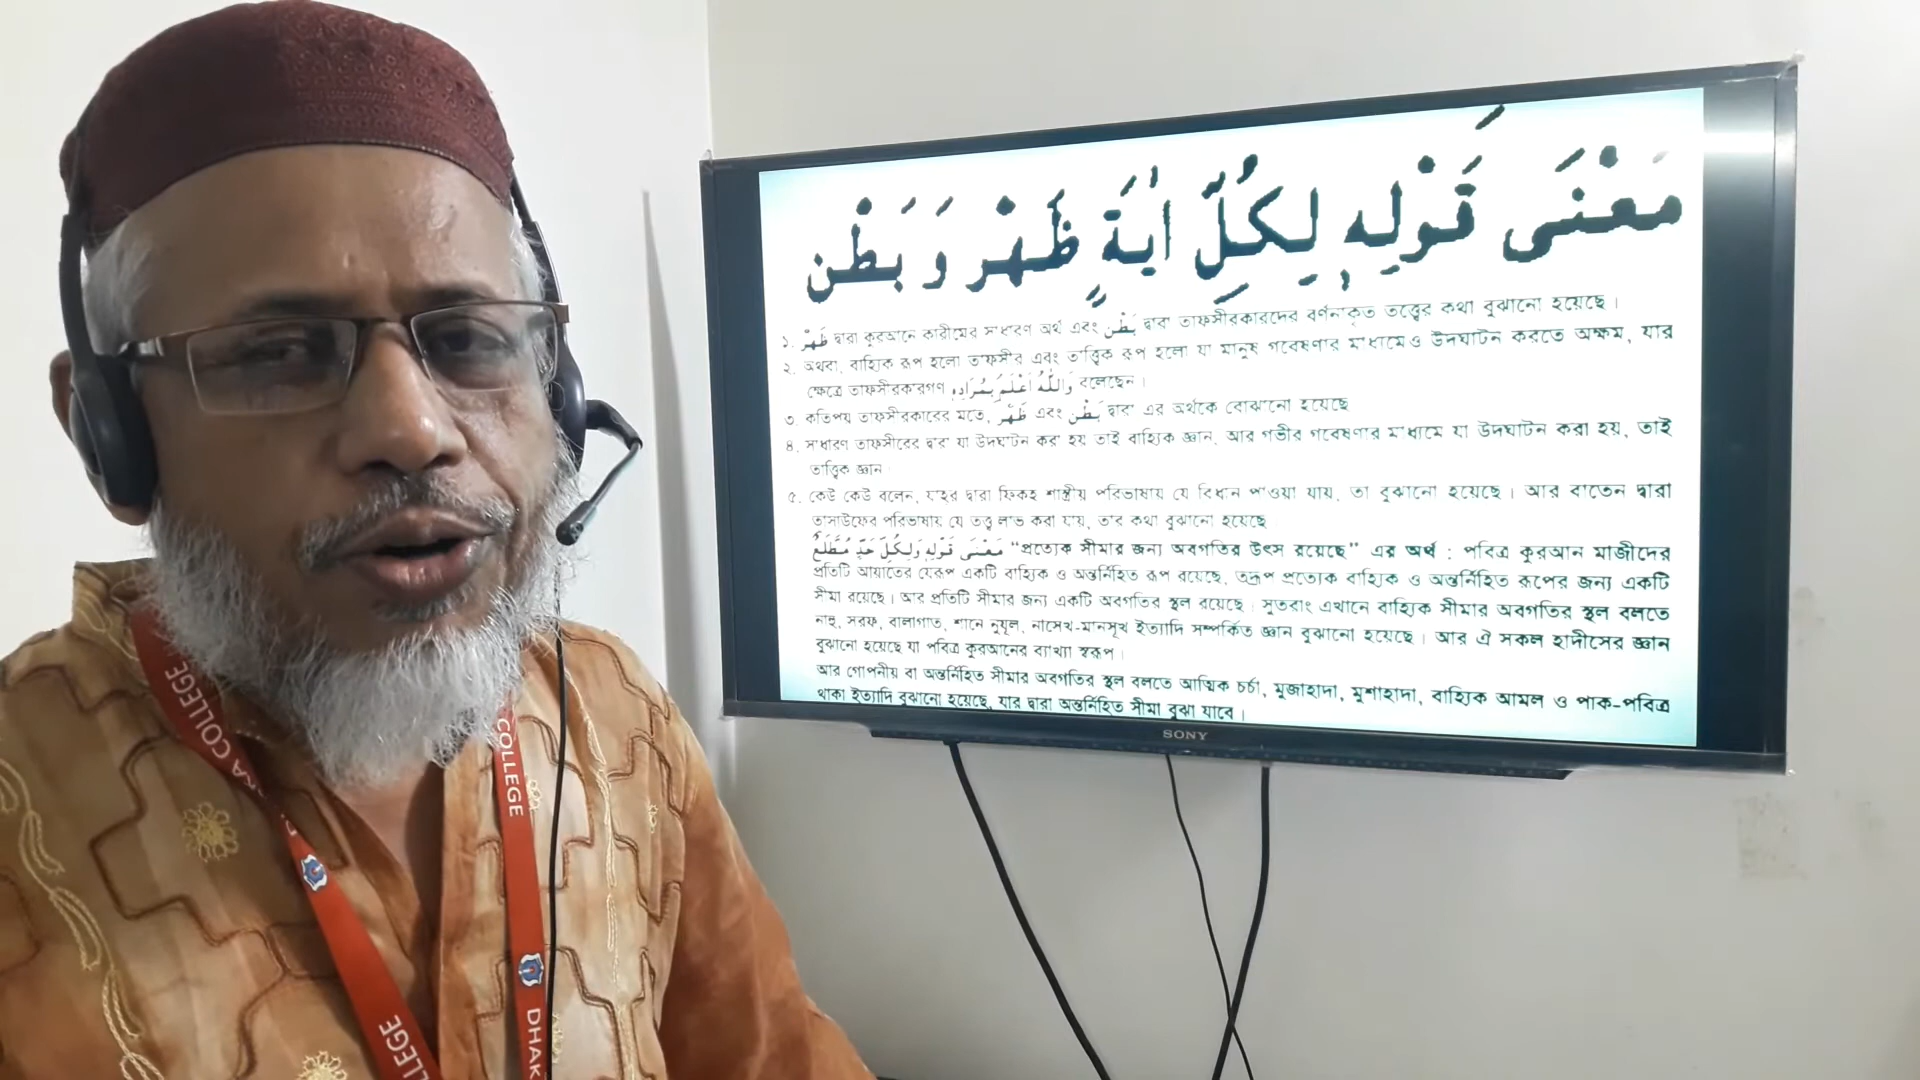 مَعْنَى قَوْلِهٖ لِكُلِّ اٰيَةٍ ظَهْر وَ بَطْن
১. ظَهْر দ্বারা কুরআনে কারীমের সাধারণ অর্থ এবং بَطْن দ্বারা তাফসীরকারদের বর্ণনাকৃত তত্ত্বের কথা বুঝানো হয়েছে।
২. অথবা, বাহ্যিক রূপ হলো তাফসীর এবং তাত্ত্বিক রূপ হলো যা মানুষ গবেষণার মাধ্যমেও উদঘাটন করতে অক্ষম, যার
ক্ষেত্রে তাফসীরকারগণ وَاللّٰهُ اَعْلَمُ بِمُرَادِهٖ বলেছেন।
৩. কতিপয় তাফসীরকারের মতে, ظَهْر এবং بَطْن দ্বারা এর অর্থকে বোঝানো হয়েছে
৪. সাধারণ তাফসীরের দ্বারা যা উদঘাটন করা হয় তাই বাহ্যিক জ্ঞান, আর গভীর গবেষণার মাধ্যমে যা উদঘাটন করা হয়, তাই
তাত্ত্বিক জ্ঞান
৫. কেউ কেউ বলেন, যাহর দ্বারা ফিকহ শাস্ত্রীয় পরিভাষায় যে বিধান পাওয়া যায়, তা বুঝানো হয়েছে। আর বাতেন দ্বারা
তাসাউফের পরিভাষায় যে তত্ত্ব লাভ করা যায়, তার কথা বুঝানো হয়েছে
مَعْنَى قَوْلِهٖ وَلِكُلِّ حَدٍّ مُطَّلَعٌ "প্রত্যেক সীমার জন্য অবগতির উৎস রয়েছে" এর অর্থ : পবিত্র কুরআন মাজীদের
প্রতিটি আয়াতের যেরূপ একটি বাহ্যিক ও অন্তর্নিহিত রূপ রয়েছে, তদ্রূপ প্রত্যেক বাহ্যিক ও অন্তর্নিহিত রূপের জন্য একটি
সীমা রয়েছে। আর প্রতিটি সীমার জন্য একটি অবগতির স্থল রয়েছে। সুতরাং এখানে বাহ্যিক সীমার অবগতির স্থল বলতে
নাহু, সরফ, বালাগাত, শানে নুযূল, নাসেখ-মানসূখ ইত্যাদি সম্পর্কিত জ্ঞান বুঝানো হয়েছে। আর ঐ সকল হাদীসের জ্ঞান
বুঝানো হয়েছে যা পবিত্র কুরআনের ব্যাখ্যা স্বরূপ।
আর গোপনীয় বা অন্তর্নিহিত সীমার অবগতির স্থল বলতে আত্মিক চর্চা, মুজাহাদা, মুশাহাদা, বাহ্যিক আমল ও পাক-পবিত্র
থাকা ইত্যাদি বুঝানো হয়েছে, যার দ্বারা অন্তর্নিহিত সীমা বুঝা যাবে।
SONY
COLLEGE
COLLEGE